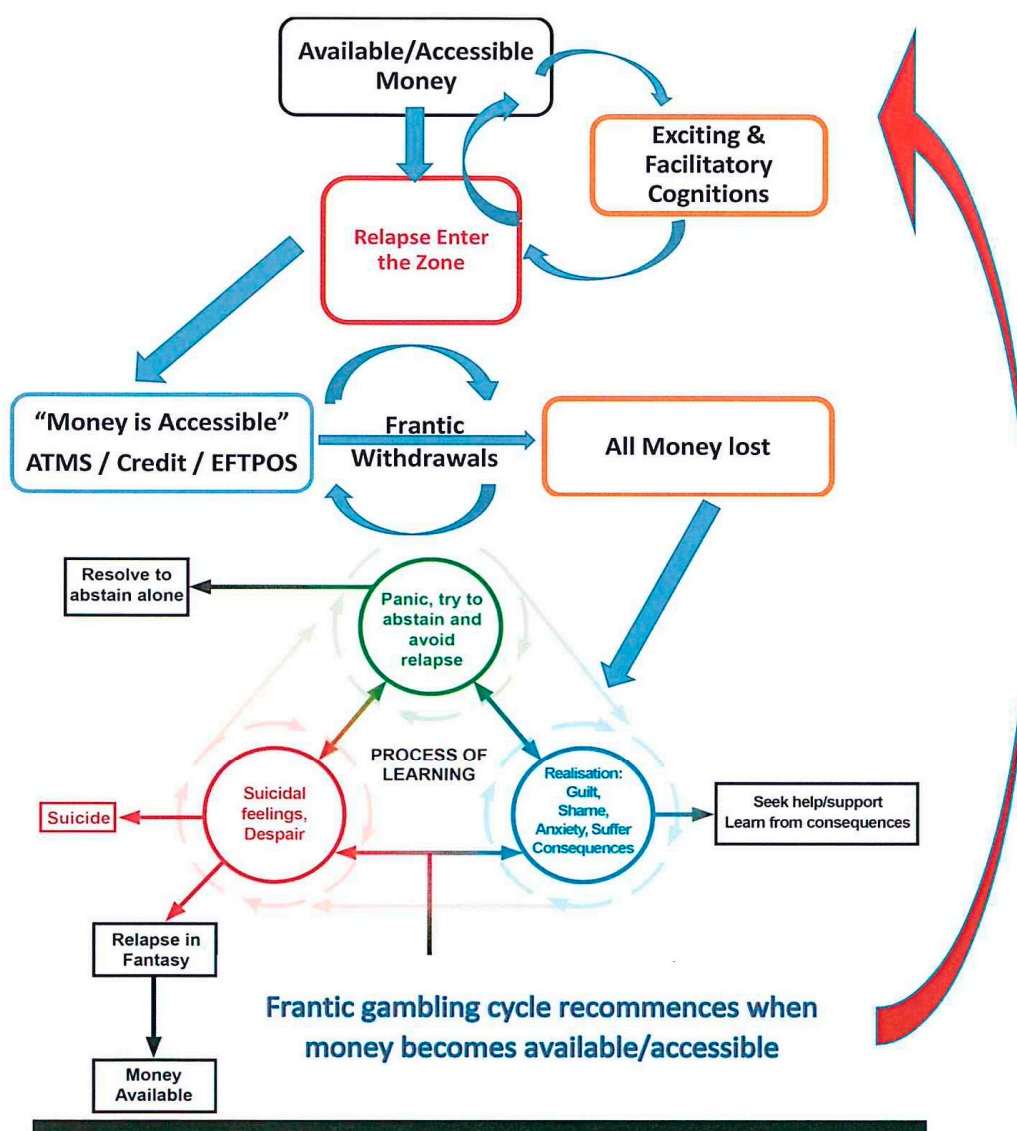 Available/Accessible
Money
Exciting &
Facilitatory
Cognitions
Relapse Enter
the Zone
“Money is Accessible”
ATMS / Credit / EFTPOS
Frantic
Withdrawals
All Money lost
Resolve to
abstain alone
Panic, try to
abstain and
avoid
relapse
PROCESS OF
LEARNING
Suicidal
feelings,
Despair
Realisation:
Guilt,
Shame,
Anxiety, Suffer
Consequences
Suicide
Seek help/support
Learn from consequences
Relapse in
Fantasy
Money
Available
Frantic gambling cycle recommences when
money becomes available/accessible